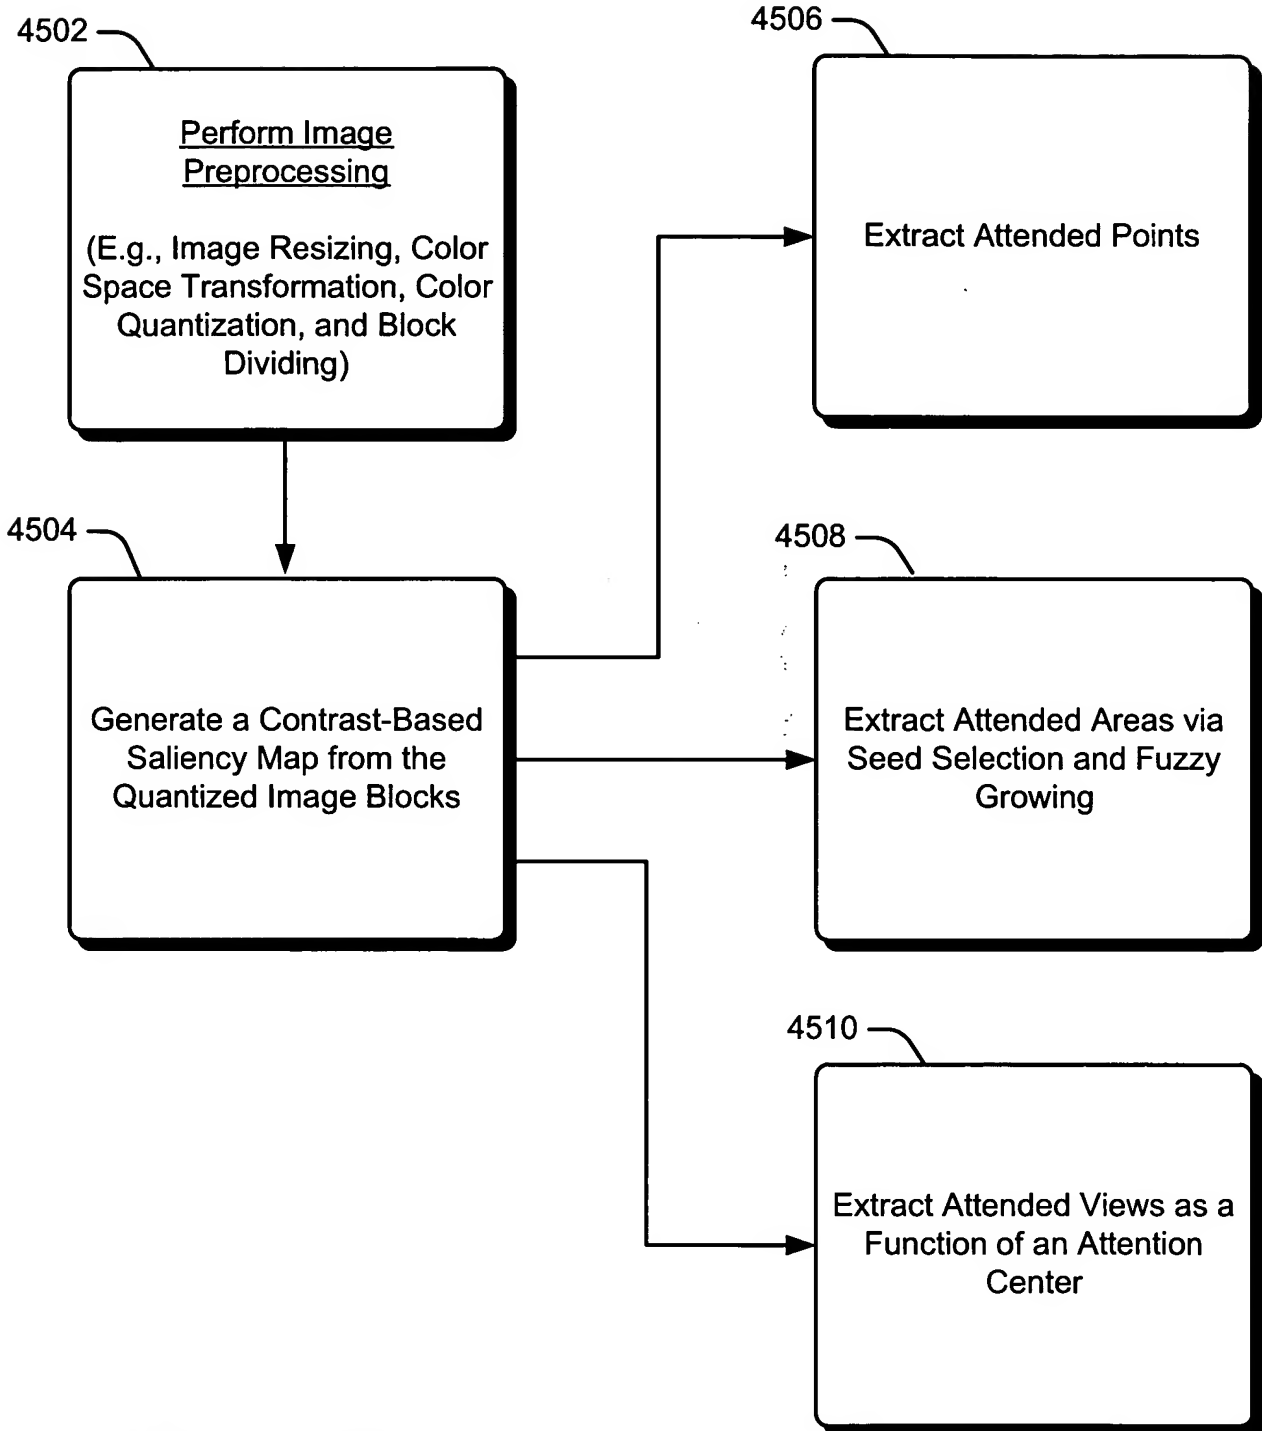 4502
Perform Image
Preprocessing
(E.g., Image Resizing, Color
Space Transformation, Color
Quantization, and Block
Dividing)
4504
Generate a Contrast-Based
Saliency Map from the
Quantized Image Blocks
4506
Extract Attended Points
4508
Extract Attended Areas via
Seed Selection and Fuzzy
Growing
4510
Extract Attended Views as a
Function of an Attention
Center